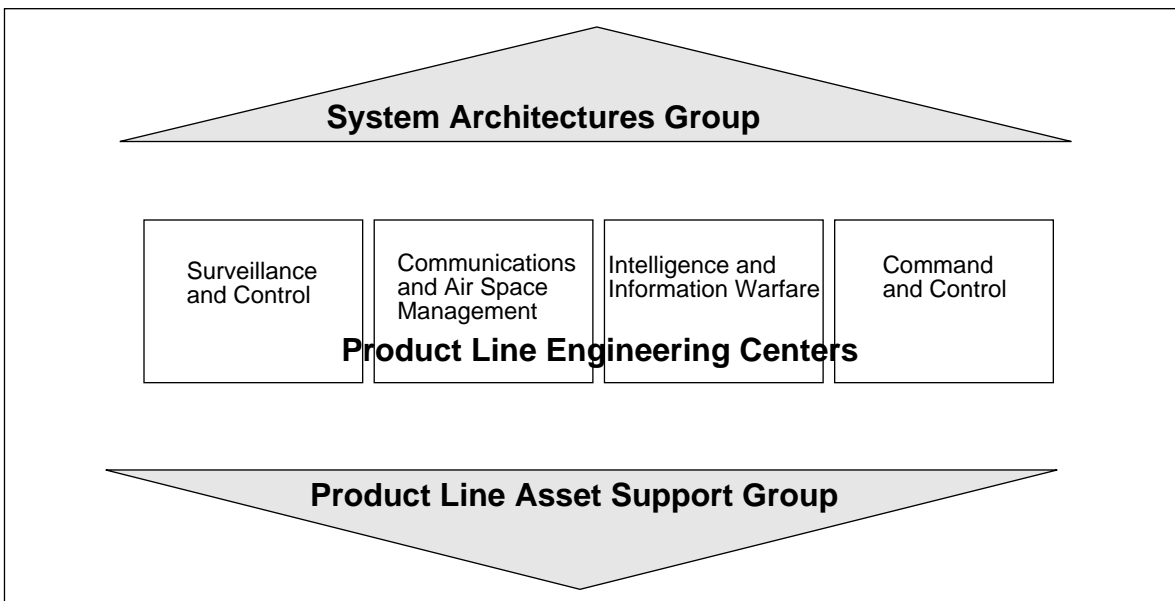 System Architectures Group
Surveillance
and Control
Communications
and Air Space
Management
Intelligence and
Information Warfare
Command
and Control
Product Line Engineering Centers
Product Line Asset Support Group